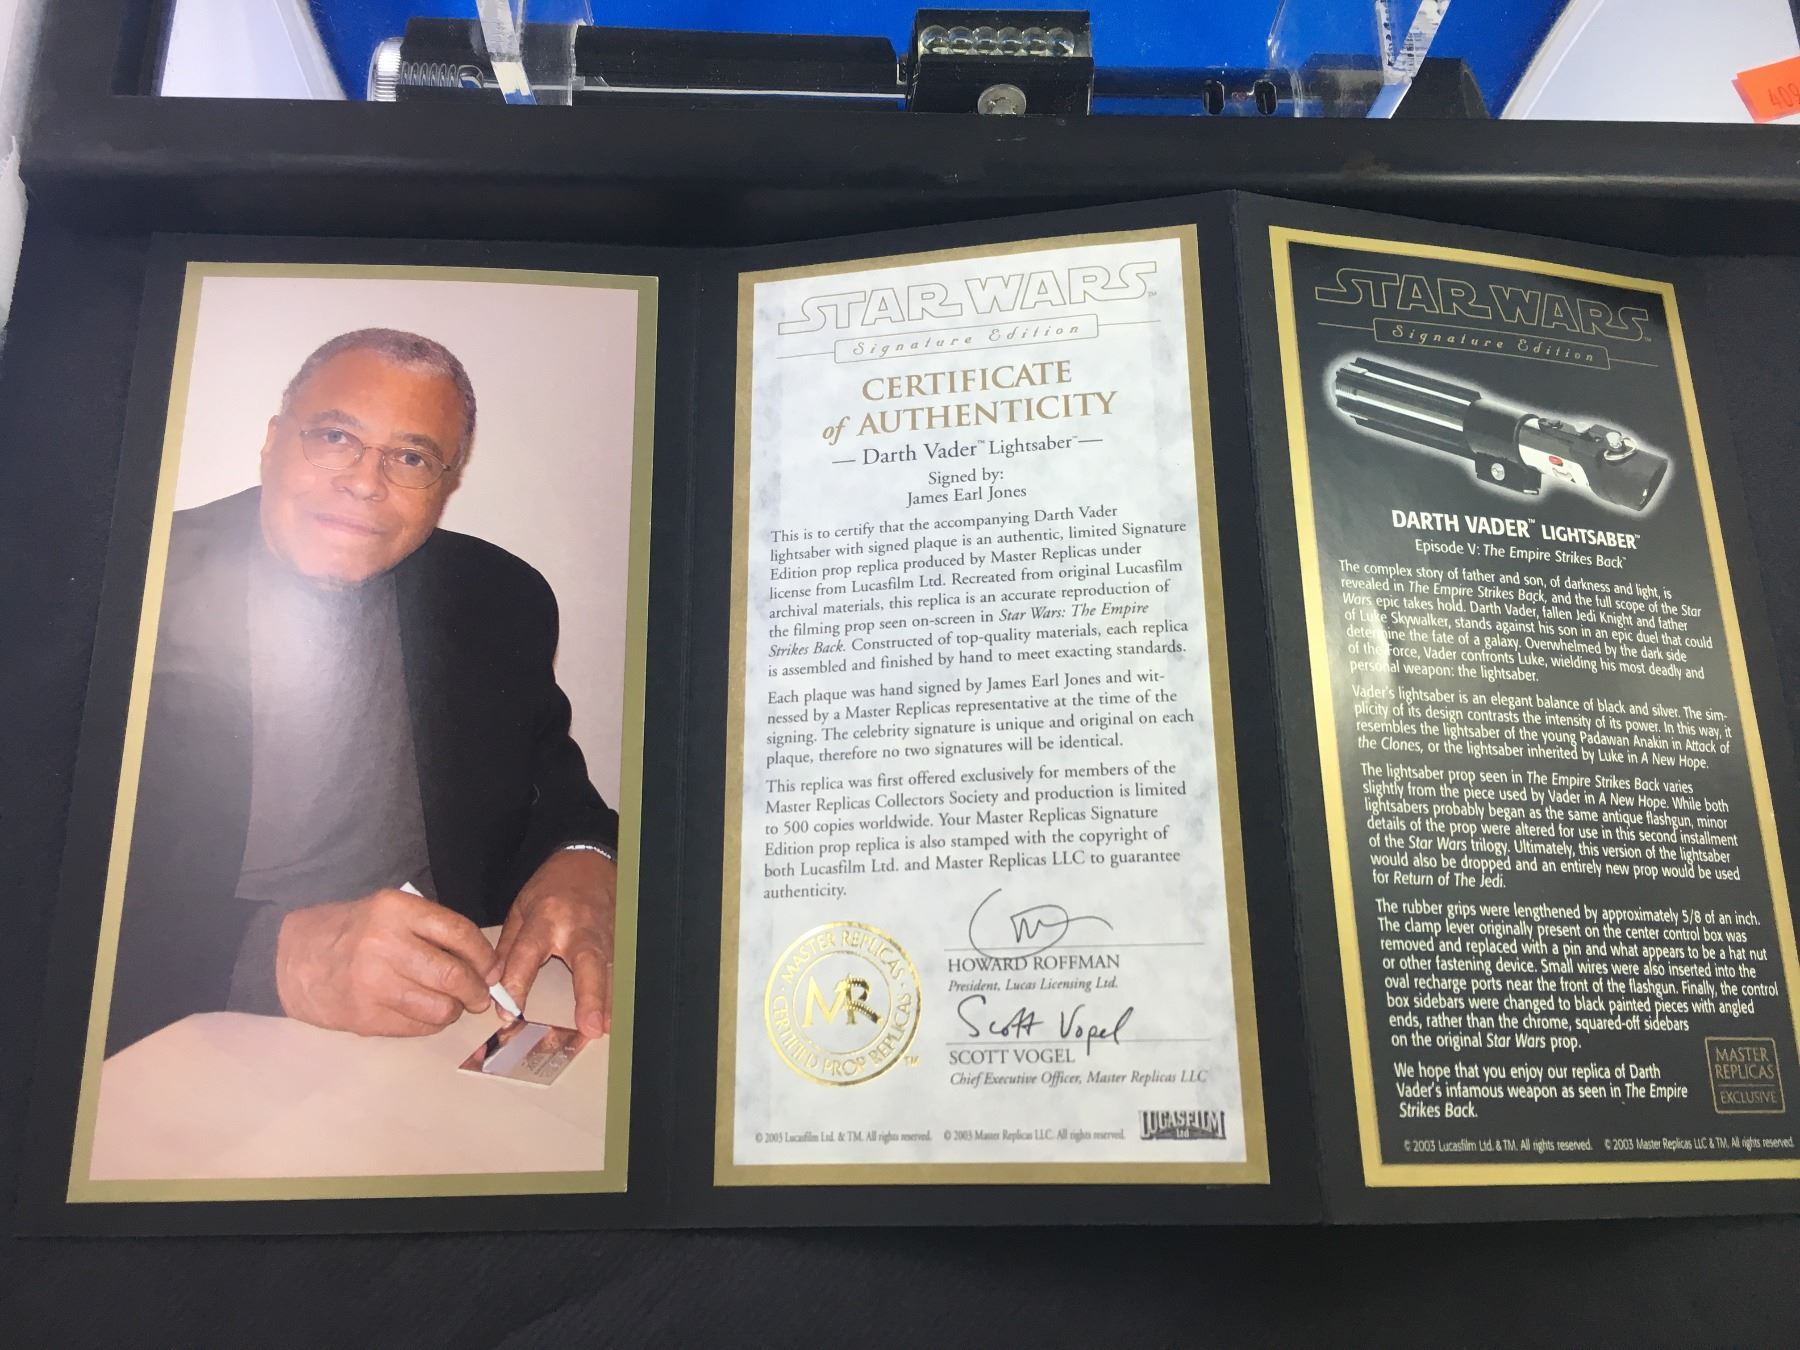 409
STAR WARS™
Signature Edition
CERTIFICATE
of AUTHENTICITY
— Darth Vader™ Lightsaber™—
Signed by:
James Earl Jones
This is to certify that the accompanying Darth Vader
lightsaber with signed plaque is an authentic, limited Signature
Edition prop replica produced by Master Replicas under
license from Lucasfilm Ltd. Recreated from original Lucasfilm
archival materials, this replica is an accurate reproduction of
the filming prop seen on-screen in Star Wars: The Empire
Strikes Back. Constructed of top-quality materials, each replica
is assembled and finished by hand to meet exacting standards.
Each plaque was hand signed by James Earl Jones and wit-
nessed by a Master Replicas representative at the time of the
signing. The celebrity signature is unique and original on each
plaque, therefore no two signatures will be identical.
This replica was first offered exclusively for members of the
Master Replicas Collectors Society and production is limited
to 500 copies worldwide. Your Master Replicas Signature
Edition prop replica is also stamped with the copyright of
both Lucasfilm Ltd. and Master Replicas LLC to guarantee
authenticity.
MASTER REPLICAS
MR
CERTIFIED PROP REPLICAS
TM
HOWARD ROFFMAN
President, Lucas Licensing Ltd.
Scott Vogel
SCOTT VOGEL
Chief Executive Officer, Master Replicas LLC
LUCASFILM
Ltd
© 2003 Lucasfilm Ltd. & TM. All rights reserved. © 2003 Master Replicas LLC. All rights reserved.
STAR WARS™
Signature Edition
DARTH VADER™ LIGHTSABER™
Episode V: The Empire Strikes Back™
The complex story of father and son, of darkness and light, is
revealed in The Empire Strikes Back, and the full scope of the Star
Wars epic takes hold. Darth Vader, fallen Jedi Knight and father
of Luke Skywalker, stands against his son in an epic duel that could
determine the fate of a galaxy. Overwhelmed by the dark side
of the Force, Vader confronts Luke, wielding his most deadly and
personal weapon: the lightsaber.
Vader's lightsaber is an elegant balance of black and silver. The sim-
plicity of its design contrasts the intensity of its power. In this way, it
resembles the lightsaber of the young Padawan Anakin in Attack of
the Clones, or the lightsaber inherited by Luke in A New Hope.
The lightsaber prop seen in The Empire Strikes Back varies
slightly from the piece used by Vader in A New Hope. While both
lightsabers probably began as the same antique flashgun, minor
details of the prop were altered for use in this second installment
of the Star Wars trilogy. Ultimately, this version of the lightsaber
would also be dropped and an entirely new prop would be used
for Return of The Jedi.
The rubber grips were lengthened by approximately 5/8 of an inch.
The clamp lever originally present on the center control box was
removed and replaced with a pin and what appears to be a hat nut
or other fastening device. Small wires were also inserted into the
oval recharge ports near the front of the flashgun. Finally, the control
box sidebars were changed to black painted pieces with angled
ends, rather than the chrome, squared-off sidebars
on the original Star Wars prop.
We hope that you enjoy our replica of Darth
Vader's infamous weapon as seen in The Empire
Strikes Back.
MASTER
REPLICAS
EXCLUSIVE
© 2003 Lucasfilm Ltd. & TM. All rights reserved. © 2003 Master Replicas LLC & TM. All rights reserved